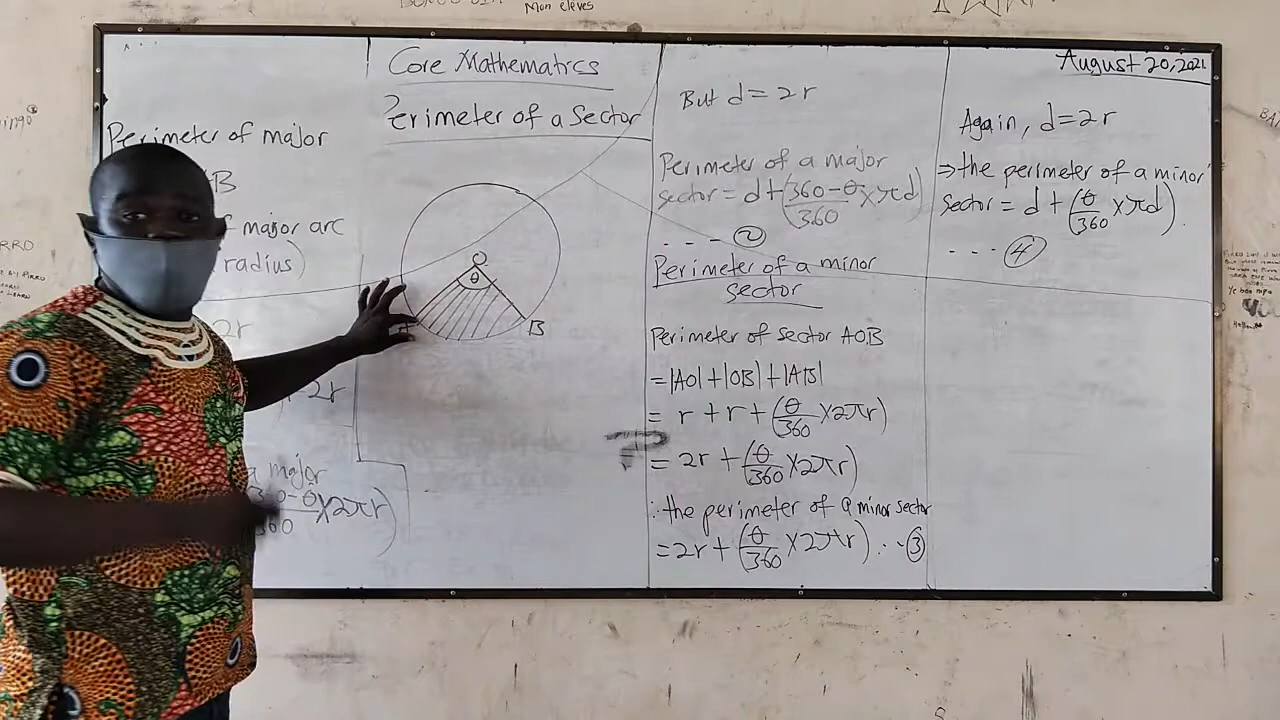 Mon eleves
Core Mathematics
Perimeter of a Sector
August 20, 2021
Perimeter of major
B
f major arc
radius)
2r
2r
a major
360-θ/360 × 2πr)
O
θ
B
But d = 2r
Perimeter of a major
sector = d + (360-θ/360 × πd)
- - - ②
Perimeter of a minor
sector
Perimeter of sector AOB
= |AO| + |OB| + |AB|
= r + r + (θ/360 × 2πr)
= 2r + (θ/360 × 2πr)
∴ the perimeter of a minor sector
= 2r + (θ/360 × 2πr) . . - ③
Again, d = 2r
⇒ the perimeter of a minor
sector = d + (θ/360 × πd).
- - - ④